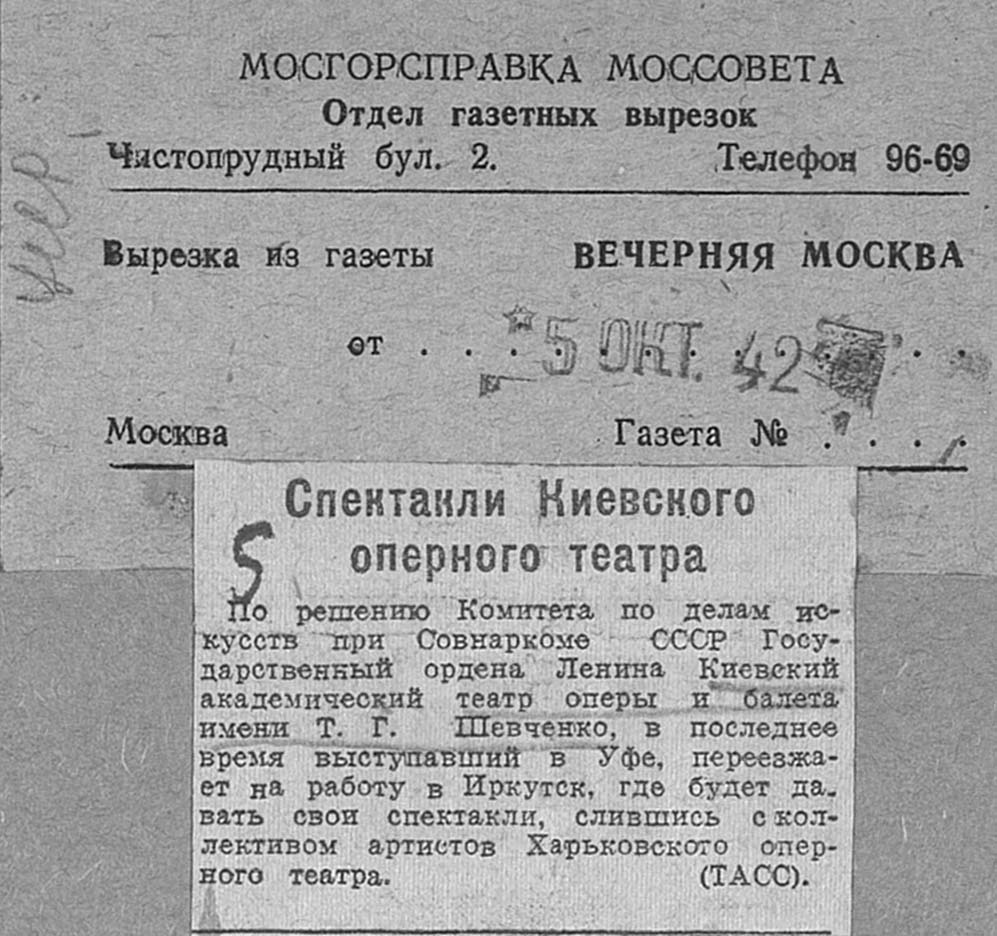 МОСГОРСПРАВКА МОССОВЕТА
Отдел газетных вырезок
Чистопрудный бул. 2. Телефон 96-69
Вырезка из газеты ВЕЧЕРНЯЯ МОСКВА
от . . . 5 ОКТ. 42 . .
Москва Газета № . . . .
Спектакли Киевского
оперного театра
5
По решению Комитета по делам ис-
кусств при Совнаркоме СССР Госу-
дарственный ордена Ленина Киевский
академический театр оперы и балета
имени Т. Г. Шевченко, в последнее
время выступавший в Уфе, переезжа-
ет на работу в Иркутск, где будет да-
вать свои спектакли, слившись с кол-
лективом артистов Харьковского опер-
ного театра. (ТАСС).